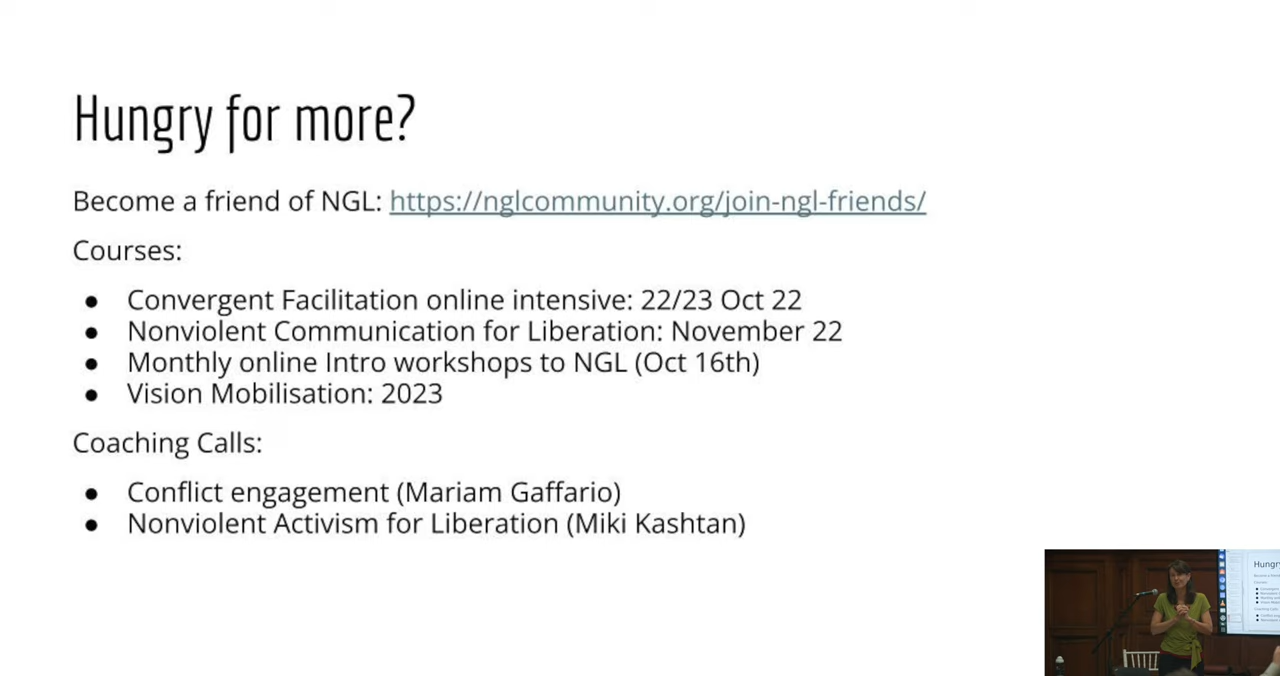 Hungry for more?
Become a friend of NGL: https://nglcommunity.org/join-ngl-friends/
Courses:
● Convergent Facilitation online intensive: 22/23 Oct 22
● Nonviolent Communication for Liberation: November 22
● Monthly online Intro workshops to NGL (Oct 16th)
● Vision Mobilisation: 2023
Coaching Calls:
● Conflict engagement (Mariam Gaffario)
● Nonviolent Activism for Liberation (Miki Kashtan)